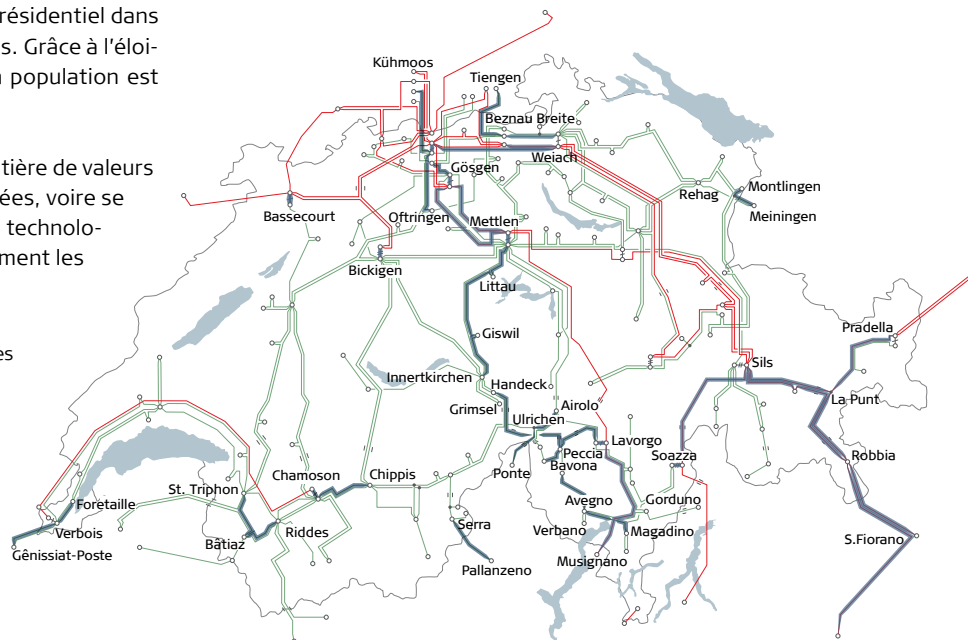 résidentiel dans
s. Grâce à l’éloi-
population est
tière de valeurs
ées, voire se
technolo-
ment les
es
Kühmoos
Tiengen
Beznau Breite
Weiach
Gösgen
Rehag
Montlingen
Meiningen
Bassecourt
Oftringen
Mettlen
Bickigen
Littau
Giswil
Pradella
Sils
Innertkirchen
Handeck
La Punt
Grimsel
Airolo
Ulrichen
Lavorgo
Peccia
Soazza
Robbia
Ponte
Bavona
Chamoson
Chippis
St. Triphon
Avegno
Gorduno
Foretaille
Serra
Verbano
Magadino
Verbois
Riddes
Bâtiaz
S.Fiorano
Gênissiat-Poste
Musignano
Pallanzeno